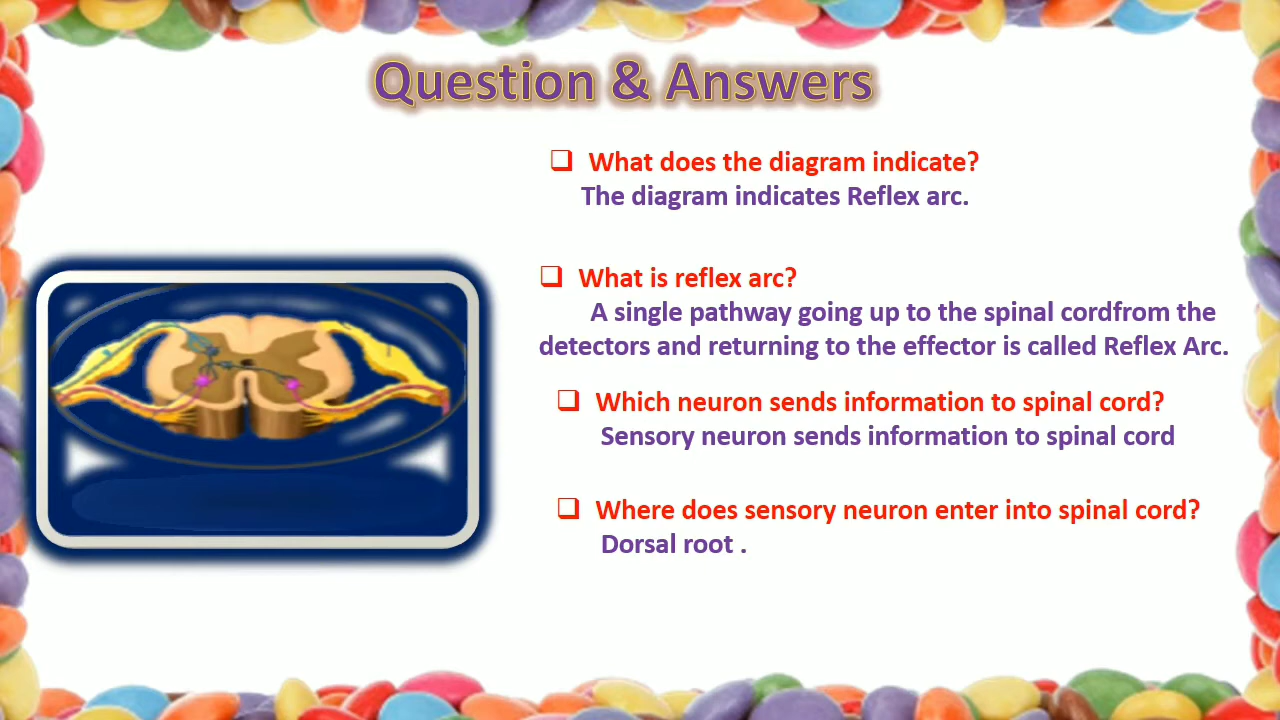 Question & Answers
❑ What does the diagram indicate?
The diagram indicates Reflex arc.
❑ What is reflex arc?
A single pathway going up to the spinal cordfrom the
detectors and returning to the effector is called Reflex Arc.
❑ Which neuron sends information to spinal cord?
Sensory neuron sends information to spinal cord
❑ Where does sensory neuron enter into spinal cord?
Dorsal root .